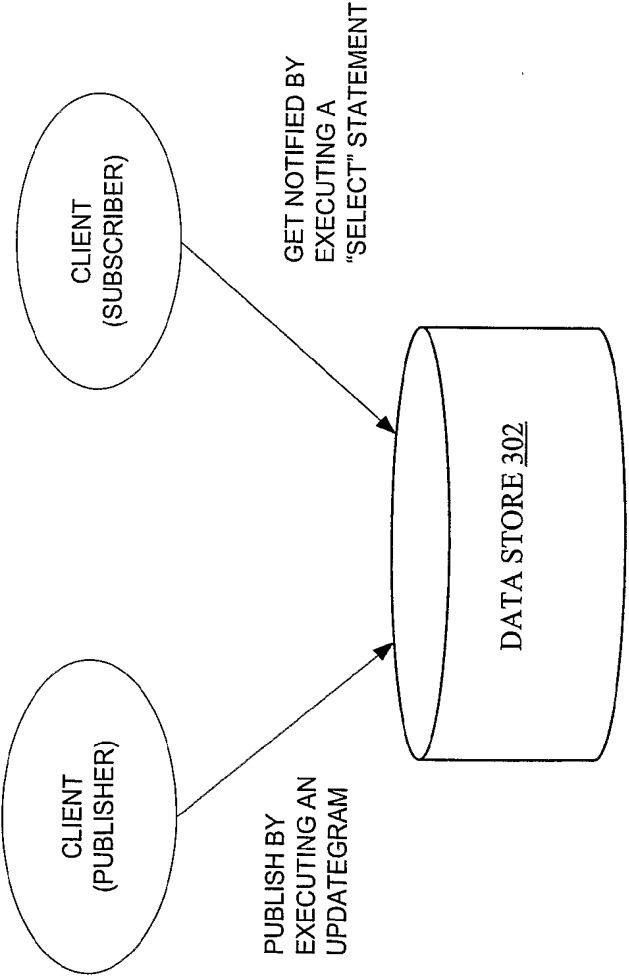 CLIENT
(PUBLISHER)
CLIENT
(SUBSCRIBER)
PUBLISH BY
EXECUTING AN
UPDATEGRAM
GET NOTIFIED BY
EXECUTING A
"SELECT" STATEMENT
DATA STORE 302